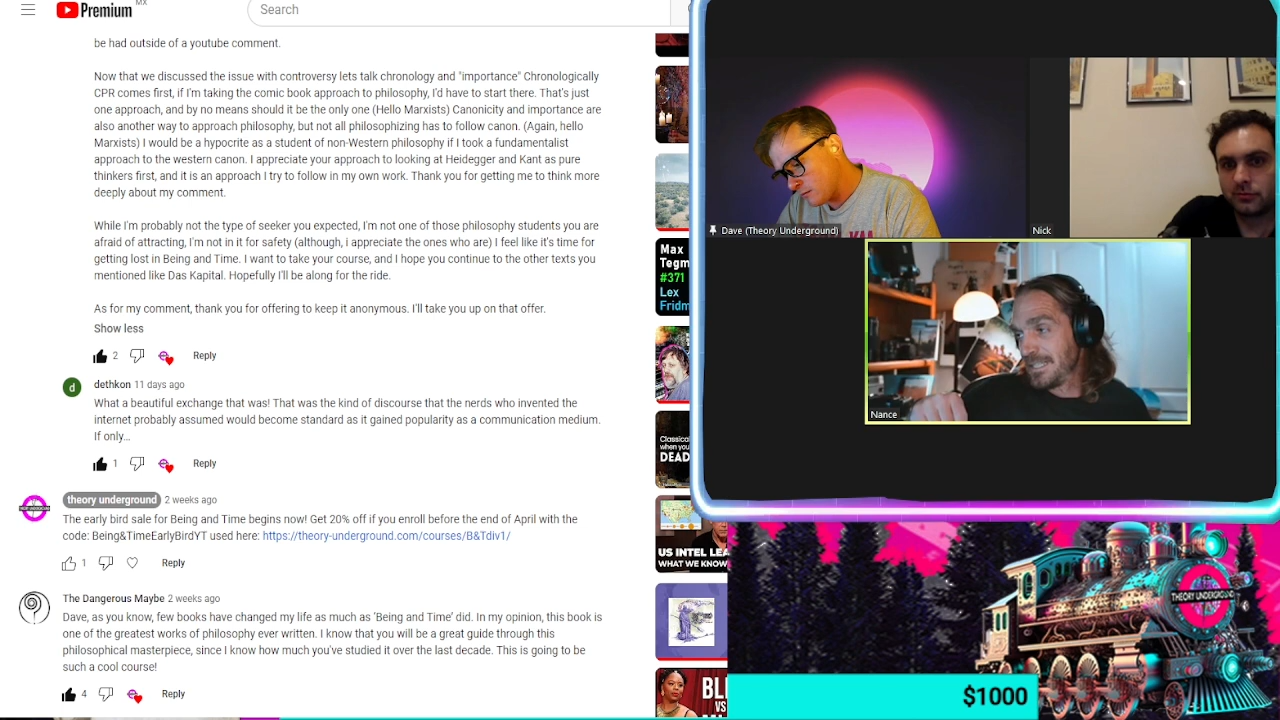 Premium
MX
Search
be had outside of a youtube comment.
Now that we discussed the issue with controversy lets talk chronology and "importance" Chronologically
CPR comes first, if I'm taking the comic book approach to philosophy, I'd have to start there. That's just
one approach, and by no means should it be the only one (Hello Marxists) Canonicity and importance are
also another way to approach philosophy, but not all philosophizing has to follow canon. (Again, hello
Marxists) I would be a hypocrite as a student of non-Western philosophy if I took a fundamentalist
approach to the western canon. I appreciate your approach to looking at Heidegger and Kant as pure
thinkers first, and it is an approach I try to follow in my own work. Thank you for getting me to think more
deeply about my comment.
While I'm probably not the type of seeker you expected, I'm not one of those philosophy students you are
afraid of attracting, I'm not in it for safety (although, i appreciate the ones who are) I feel like it's time for
getting lost in Being and Time. I want to take your course, and I hope you continue to the other texts you
mentioned like Das Kapital. Hopefully I'll be along for the ride.
As for my comment, thank you for offering to keep it anonymous. I'll take you up on that offer.
Show less
2
Reply
d
dethkon 11 days ago
What a beautiful exchange that was! That was the kind of discourse that the nerds who invented the
internet probably assumed would become standard as it gained popularity as a communication medium.
If only…
1
Reply
theory underground 2 weeks ago
The early bird sale for Being and Time begins now! Get 20% off if you enroll before the end of April with the
code: Being&TimeEarlyBirdYT used here: https://theory-underground.com/courses/B&Tdiv1/
1
Reply
The Dangerous Maybe 2 weeks ago
Dave, as you know, few books have changed my life as much as 'Being and Time' did. In my opinion, this book is
one of the greatest works of philosophy ever written. I know that you will be a great guide through this
philosophical masterpiece, since I know how much you've studied it over the last decade. This is going to be
such a cool course!
4
Reply
Max
Tegm
#371
Lex
Fridm
Classical
when you
DEAD
US INTEL LEA
WHAT WE KNOW
BL
VS
Dave (Theory Underground)
Nick
Nance
THEORY UNDERGROUND
$1000